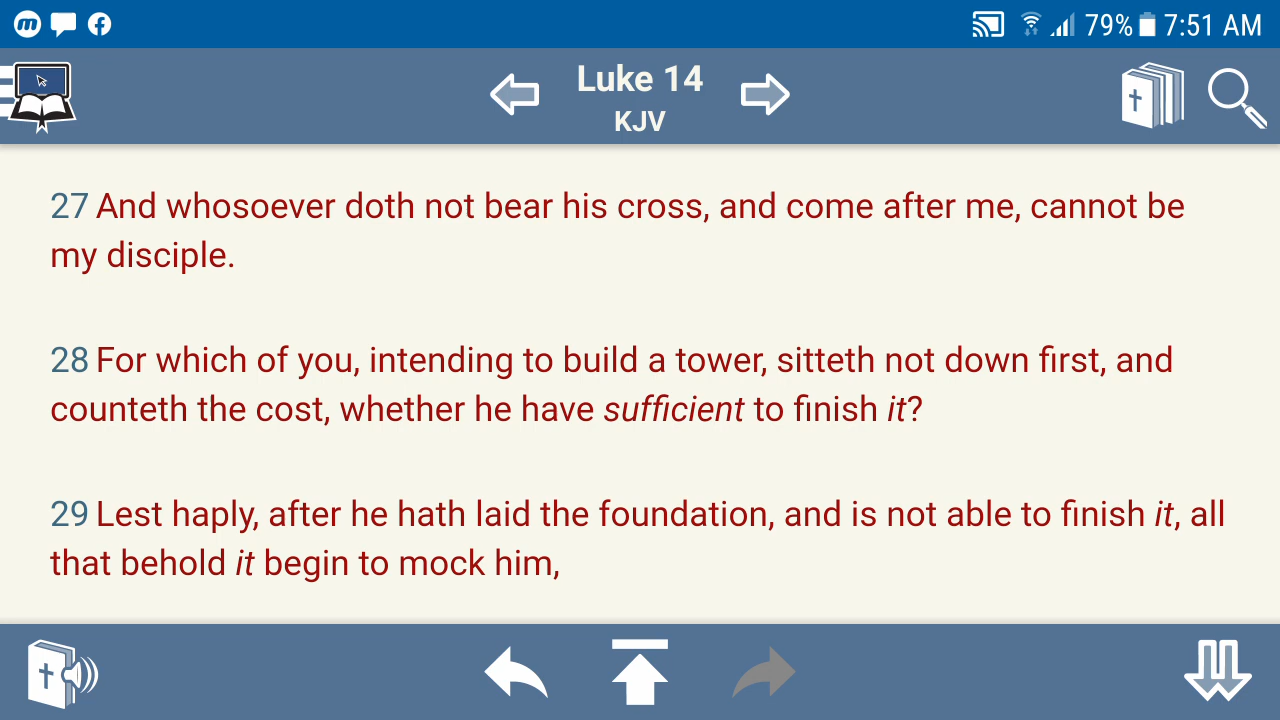 79% 7:51 AM
Luke 14
KJV
27 And whosoever doth not bear his cross, and come after me, cannot be
my disciple.
28 For which of you, intending to build a tower, sitteth not down first, and
counteth the cost, whether he have sufficient to finish it?
29 Lest haply, after he hath laid the foundation, and is not able to finish it, all
that behold it begin to mock him,